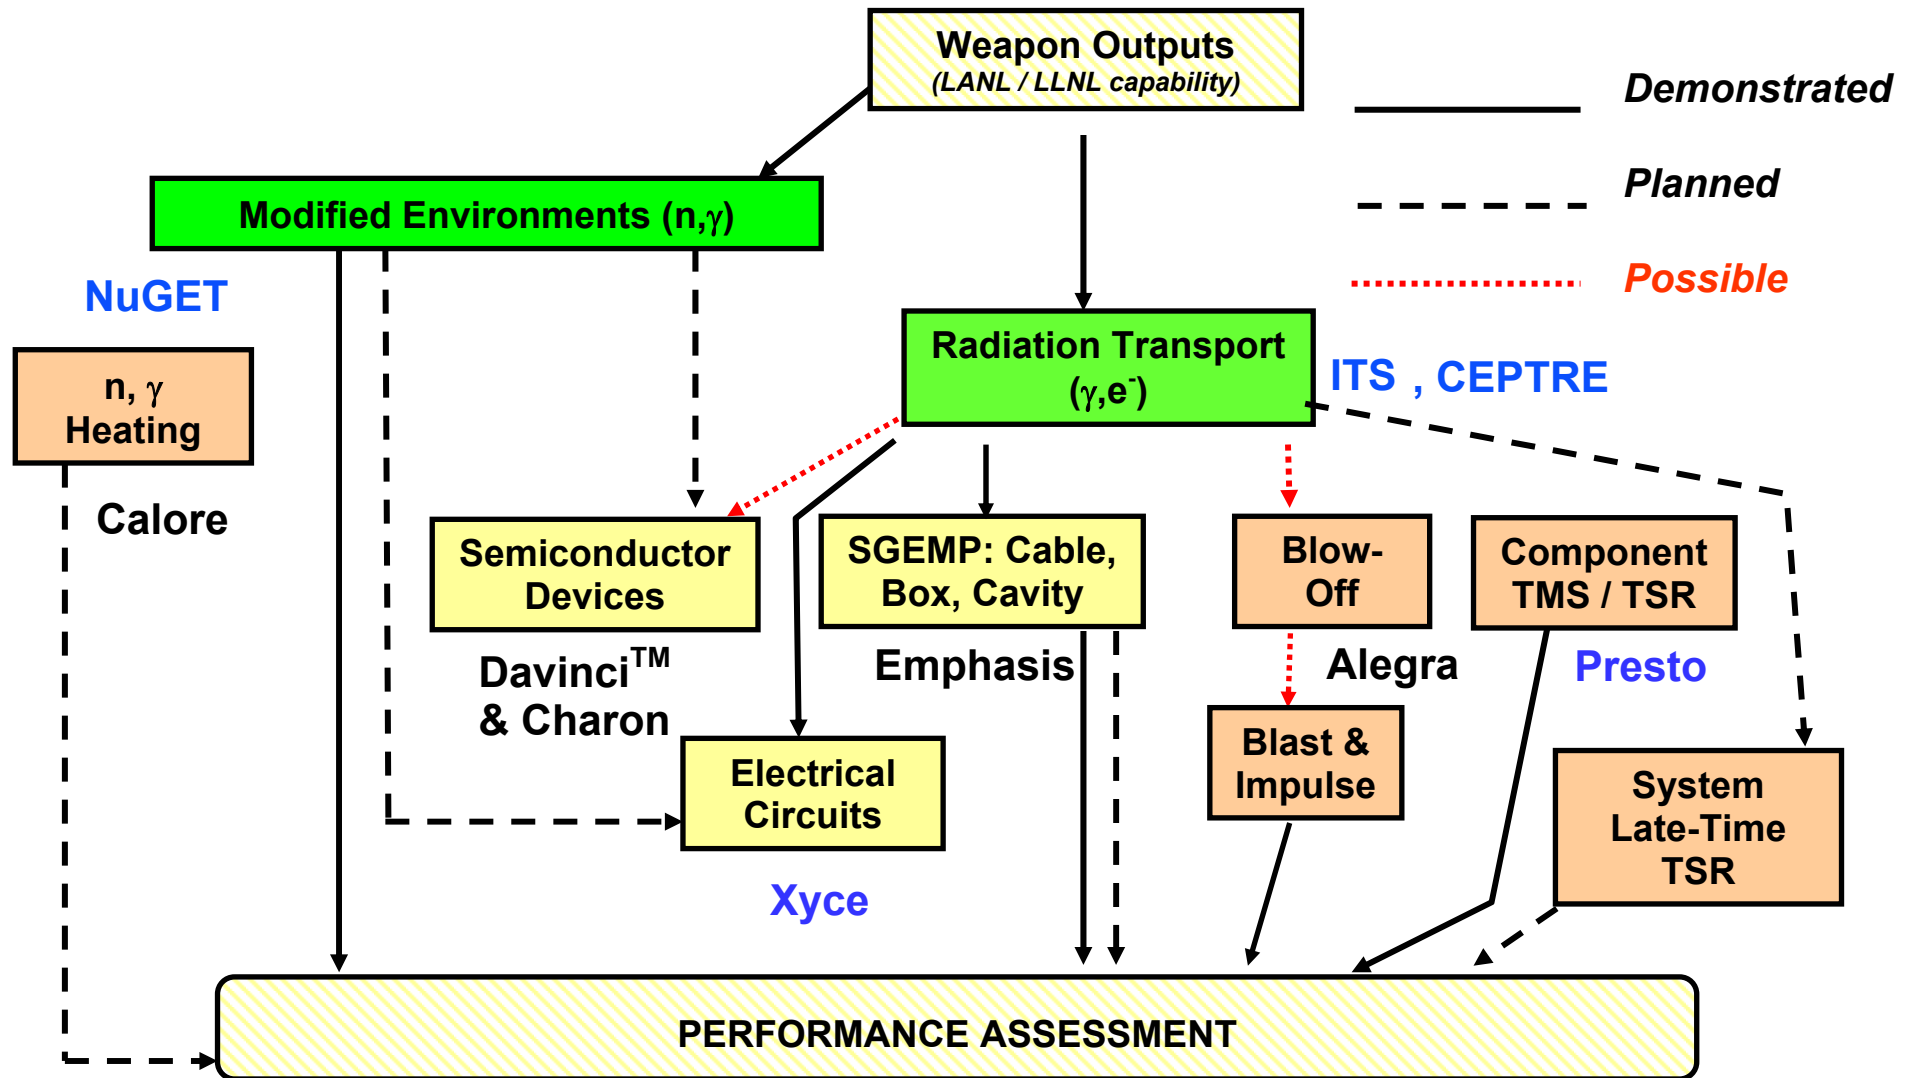 Weapon Outputs
(LANL / LLNL capability)
Demonstrated
Planned
Possible
Modified Environments (n,γ)
NuGET
n, γ
Heating
Calore
Radiation Transport
(γ,e⁻)
ITS , CEPTRE
Semiconductor
Devices
Davinci™
& Charon
SGEMP: Cable,
Box, Cavity
Emphasis
Blow-
Off
Alegra
Component
TMS / TSR
Presto
Electrical
Circuits
Xyce
Blast &
Impulse
System
Late-Time
TSR
PERFORMANCE ASSESSMENT